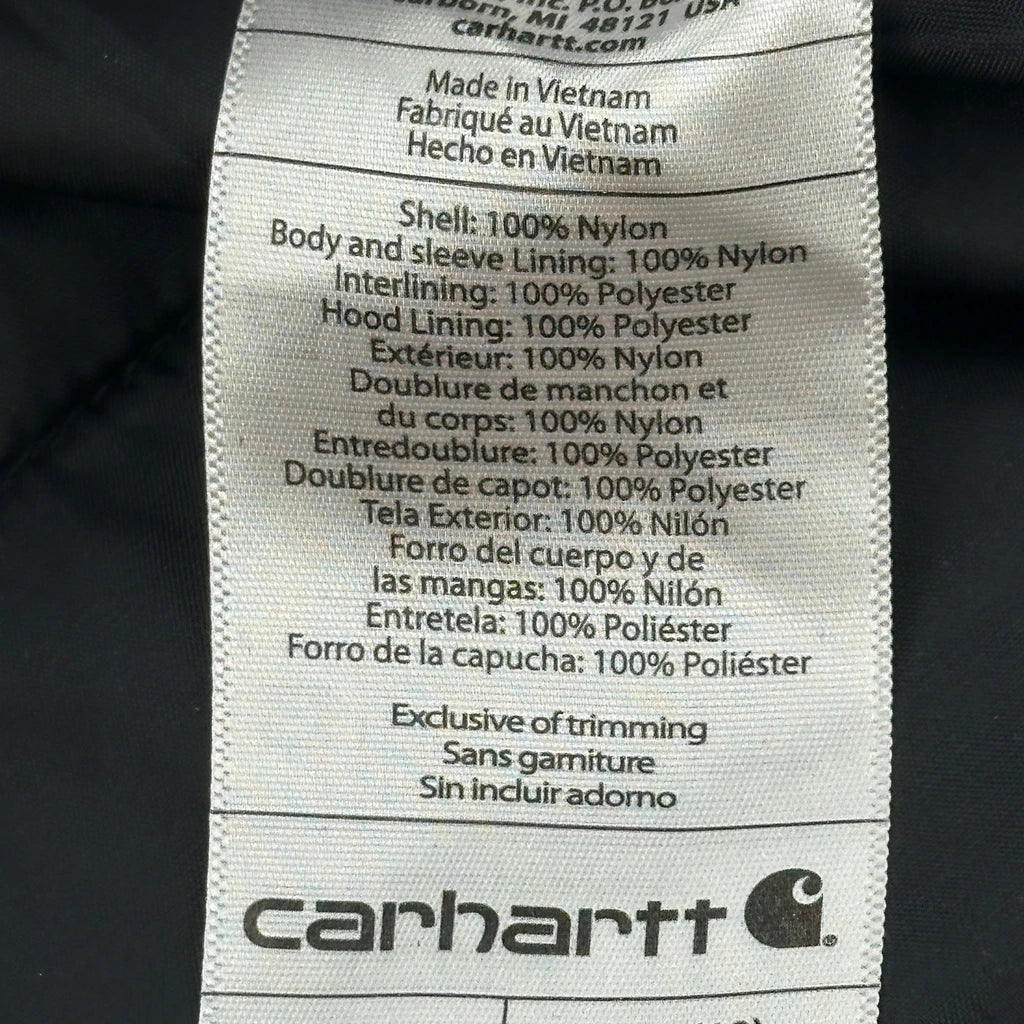 MI 48121 USA
carhartt.com
Made in Vietnam
Fabriqué au Vietnam
Hecho en Vietnam
Shell: 100% Nylon
Body and sleeve Lining: 100% Nylon
Interlining: 100% Polyester
Hood Lining: 100% Polyester
Extérieur: 100% Nylon
Doublure de manchon et
du corps: 100% Nylon
Entredoublure: 100% Polyester
Doublure de capot: 100% Polyester
Tela Exterior: 100% Nilón
Forro del cuerpo y de
las mangas: 100% Nilón
Entretela: 100% Poliéster
Forro de la capucha: 100% Poliéster
Exclusive of trimming
Sans garniture
Sin incluir adorno
carhartt